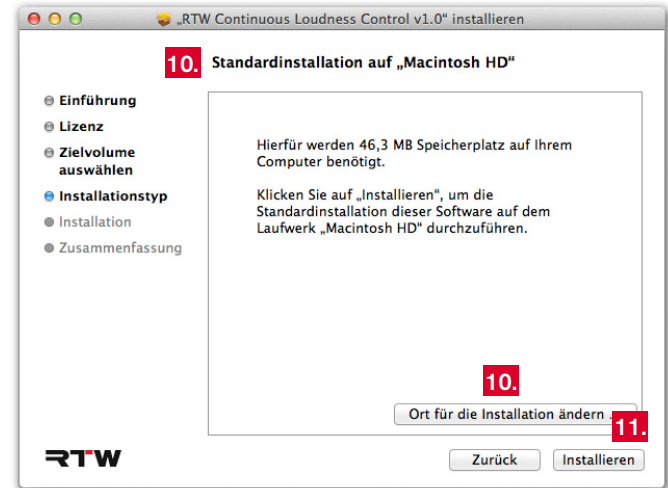 „RTW Continuous Loudness Control v1.0“ installieren
10. Standardinstallation auf „Macintosh HD“
Einführung
Lizenz
Zielvolume
auswählen
Installationstyp
Installation
Zusammenfassung
Hierfür werden 46,3 MB Speicherplatz auf Ihrem
Computer benötigt.
Klicken Sie auf „Installieren“, um die
Standardinstallation dieser Software auf dem
Laufwerk „Macintosh HD“ durchzuführen.
10.
Ort für die Installation ändern ...
11.
RTW
Zurück
Installieren